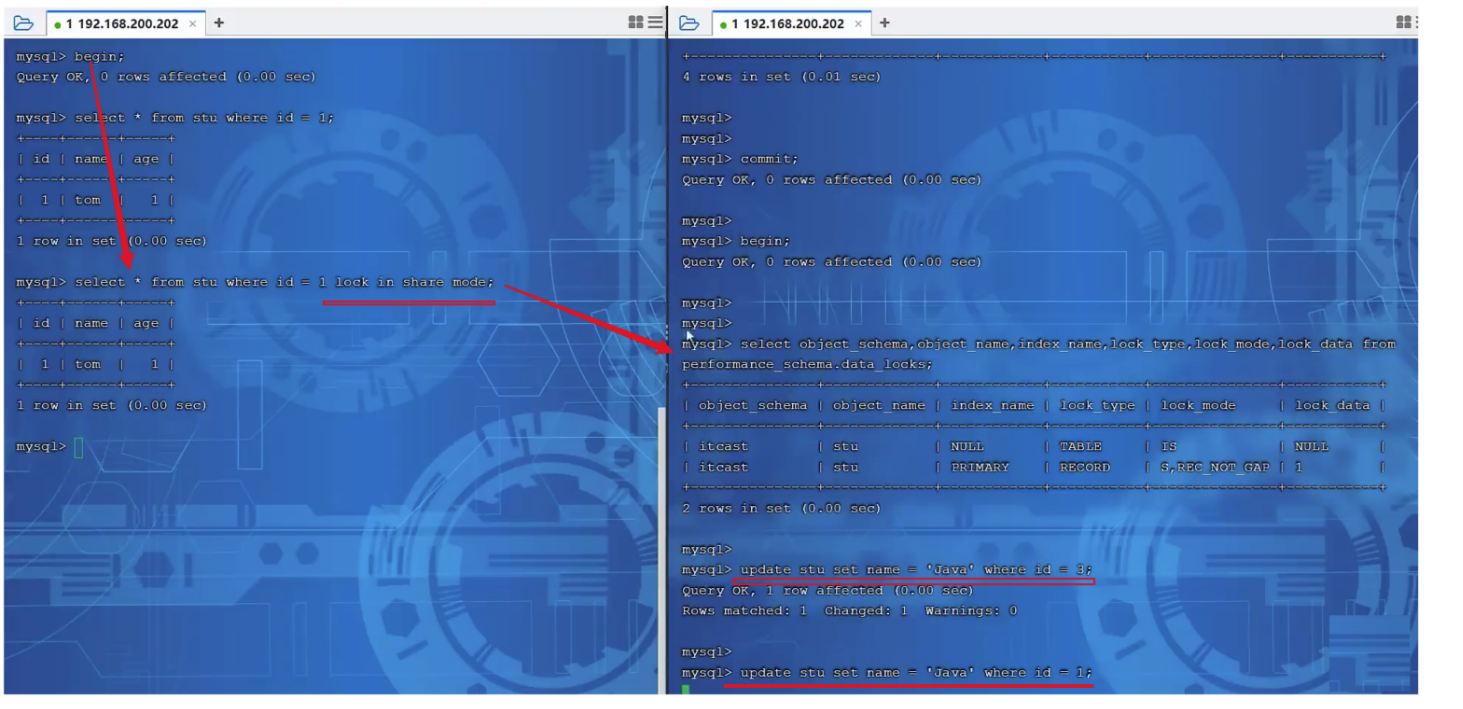 1 192.168.200.202 × +
mysql> begin;
Query OK, 0 rows affected (0.00 sec)
mysql> select * from stu where id = 1;
+----+------+-----+
| id | name | age |
+----+------+-----+
| 1 | tom | 1 |
+----+------+-----+
1 row in set (0.00 sec)
mysql> select * from stu where id = 1 lock in share mode;
+----+------+-----+
| id | name | age |
+----+------+-----+
| 1 | tom | 1 |
+----+------+-----+
1 row in set (0.00 sec)
mysql>
1 192.168.200.202 × +
+---------------+-------------+------------+-----------+---------------+-----------+
4 rows in set (0.01 sec)
mysql>
mysql>
mysql> commit;
Query OK, 0 rows affected (0.00 sec)
mysql>
mysql> begin;
Query OK, 0 rows affected (0.00 sec)
mysql>
mysql>
mysql> select object_schema,object_name,index_name,lock_type,lock_mode,lock_data from
performance_schema.data_locks;
+---------------+-------------+------------+-----------+---------------+-----------+
| object_schema | object_name | index_name | lock_type | lock_mode | lock_data |
+---------------+-------------+------------+-----------+---------------+-----------+
| itcast | stu | NULL | TABLE | IS | NULL |
| itcast | stu | PRIMARY | RECORD | S,REC_NOT_GAP | 1 |
+---------------+-------------+------------+-----------+---------------+-----------+
2 rows in set (0.00 sec)
mysql>
mysql> update stu set name = 'Java' where id = 3;
Query OK, 1 row affected (0.00 sec)
Rows matched: 1 Changed: 1 Warnings: 0
mysql>
mysql> update stu set name = 'Java' where id = 1;